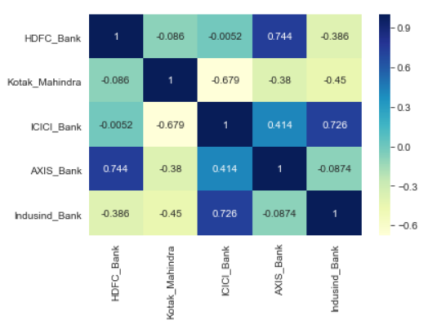 HDFC_Bank 1 -0.086 -0.0052 0.744 -0.386
Kotak_Mahindra -0.086 1 -0.679 -0.38 -0.45
ICICI_Bank -0.0052 -0.679 1 0.414 0.726
AXIS_Bank 0.744 -0.38 0.414 1 -0.0874
Indusind_Bank -0.386 -0.45 0.726 -0.0874 1
HDFC_Bank
Kotak_Mahindra
ICICI_Bank
AXIS_Bank
Indusind_Bank
0.9
0.6
0.3
0.0
-0.3
-0.6